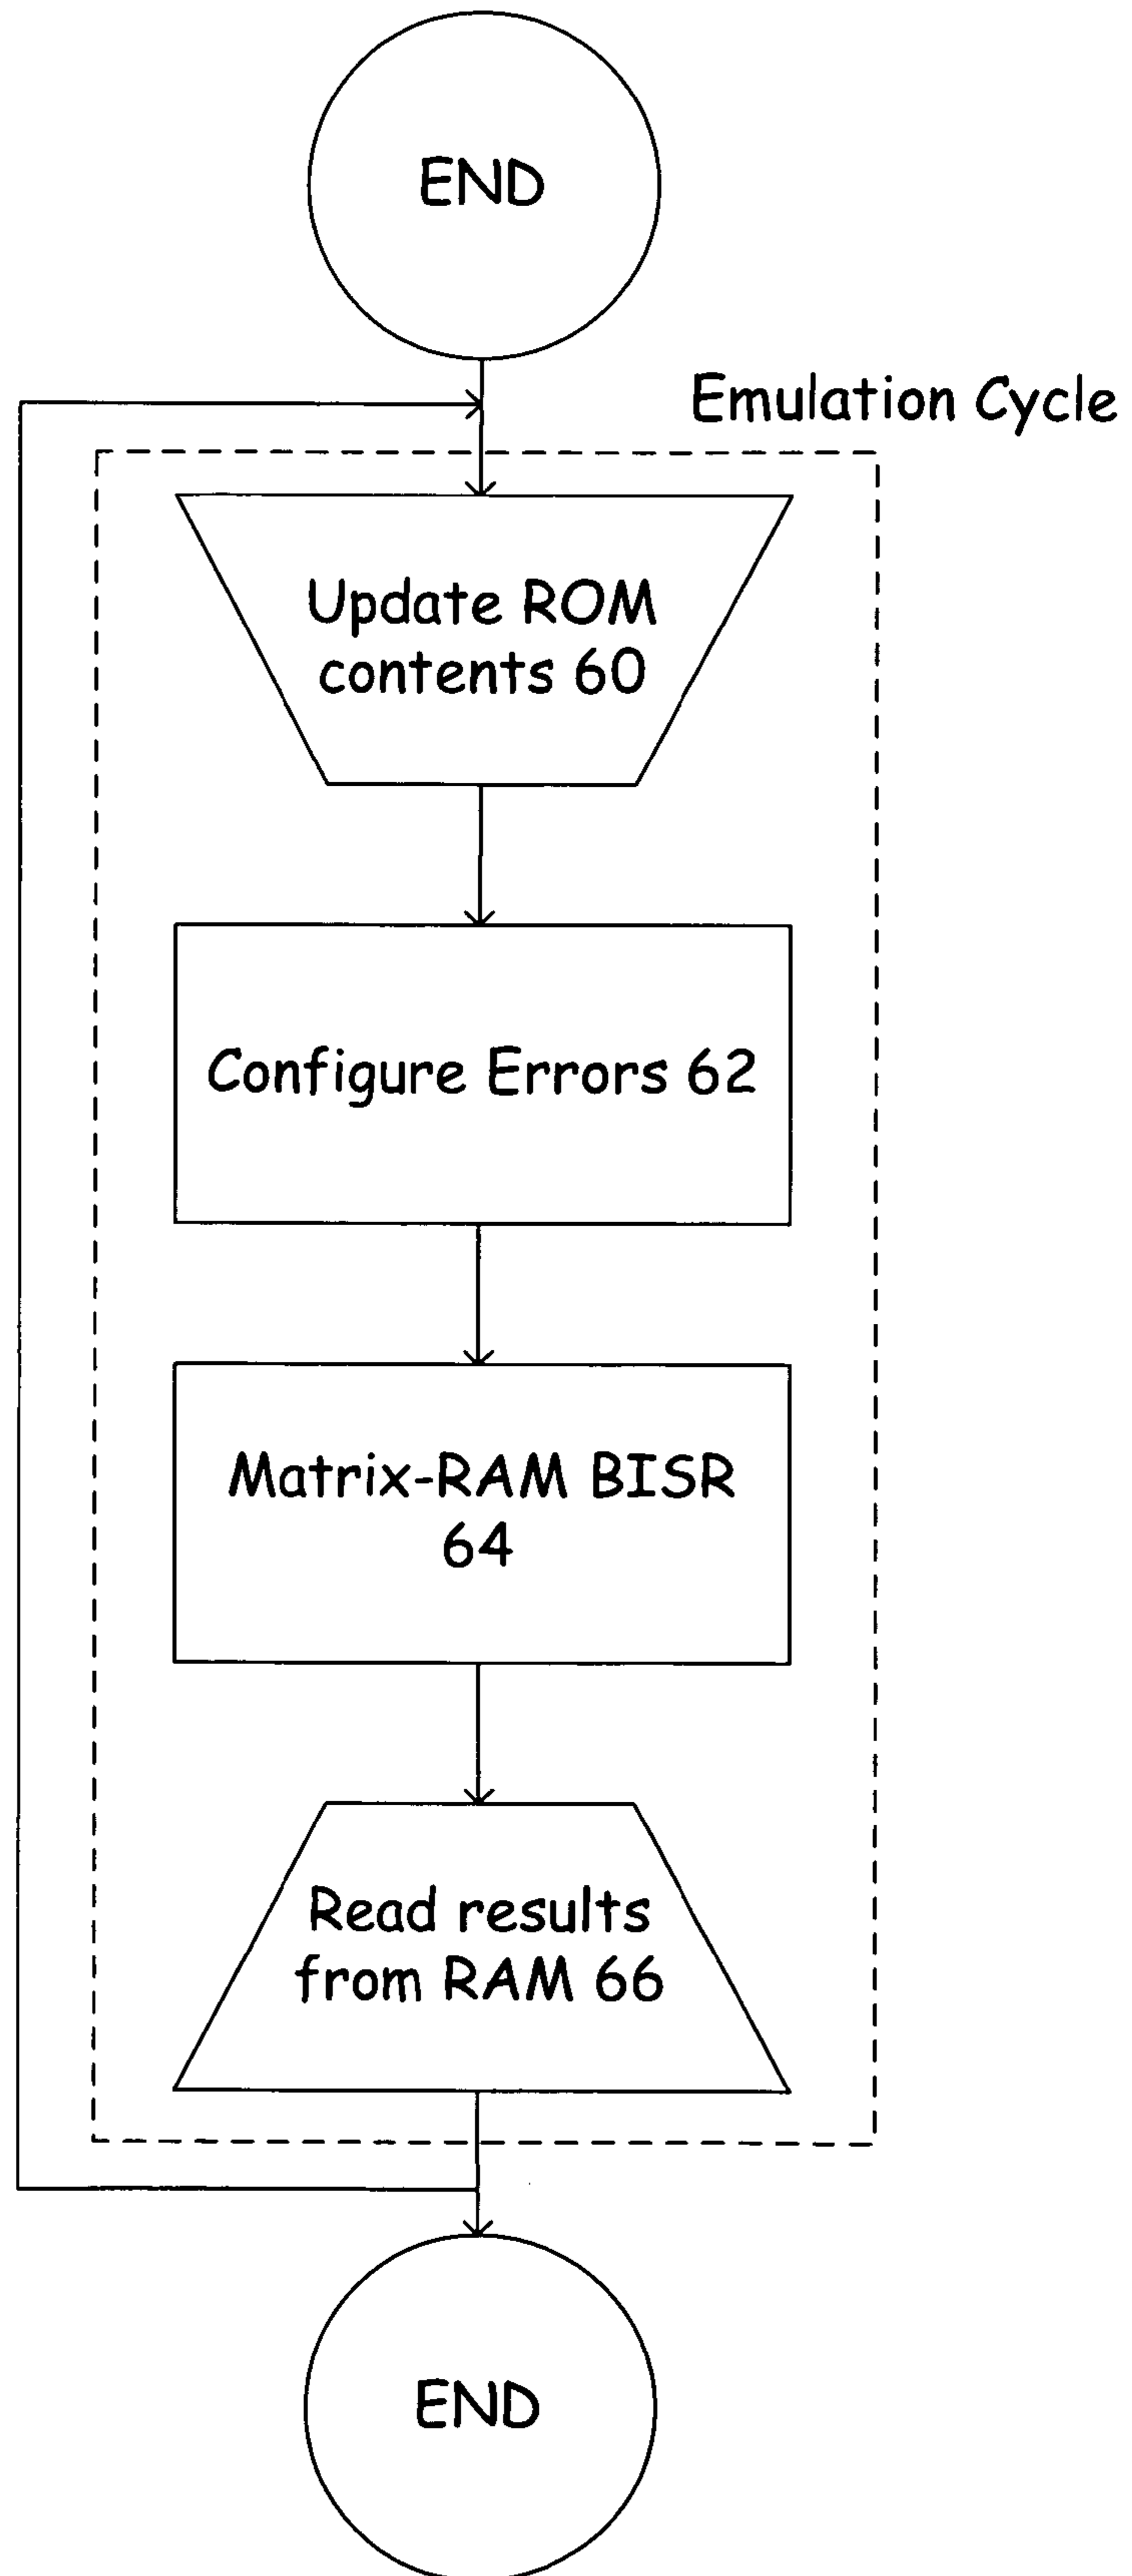 END
Emulation Cycle
Update ROM
contents 60
Configure Errors 62
Matrix-RAM BISR
64
Read results
from RAM 66
END